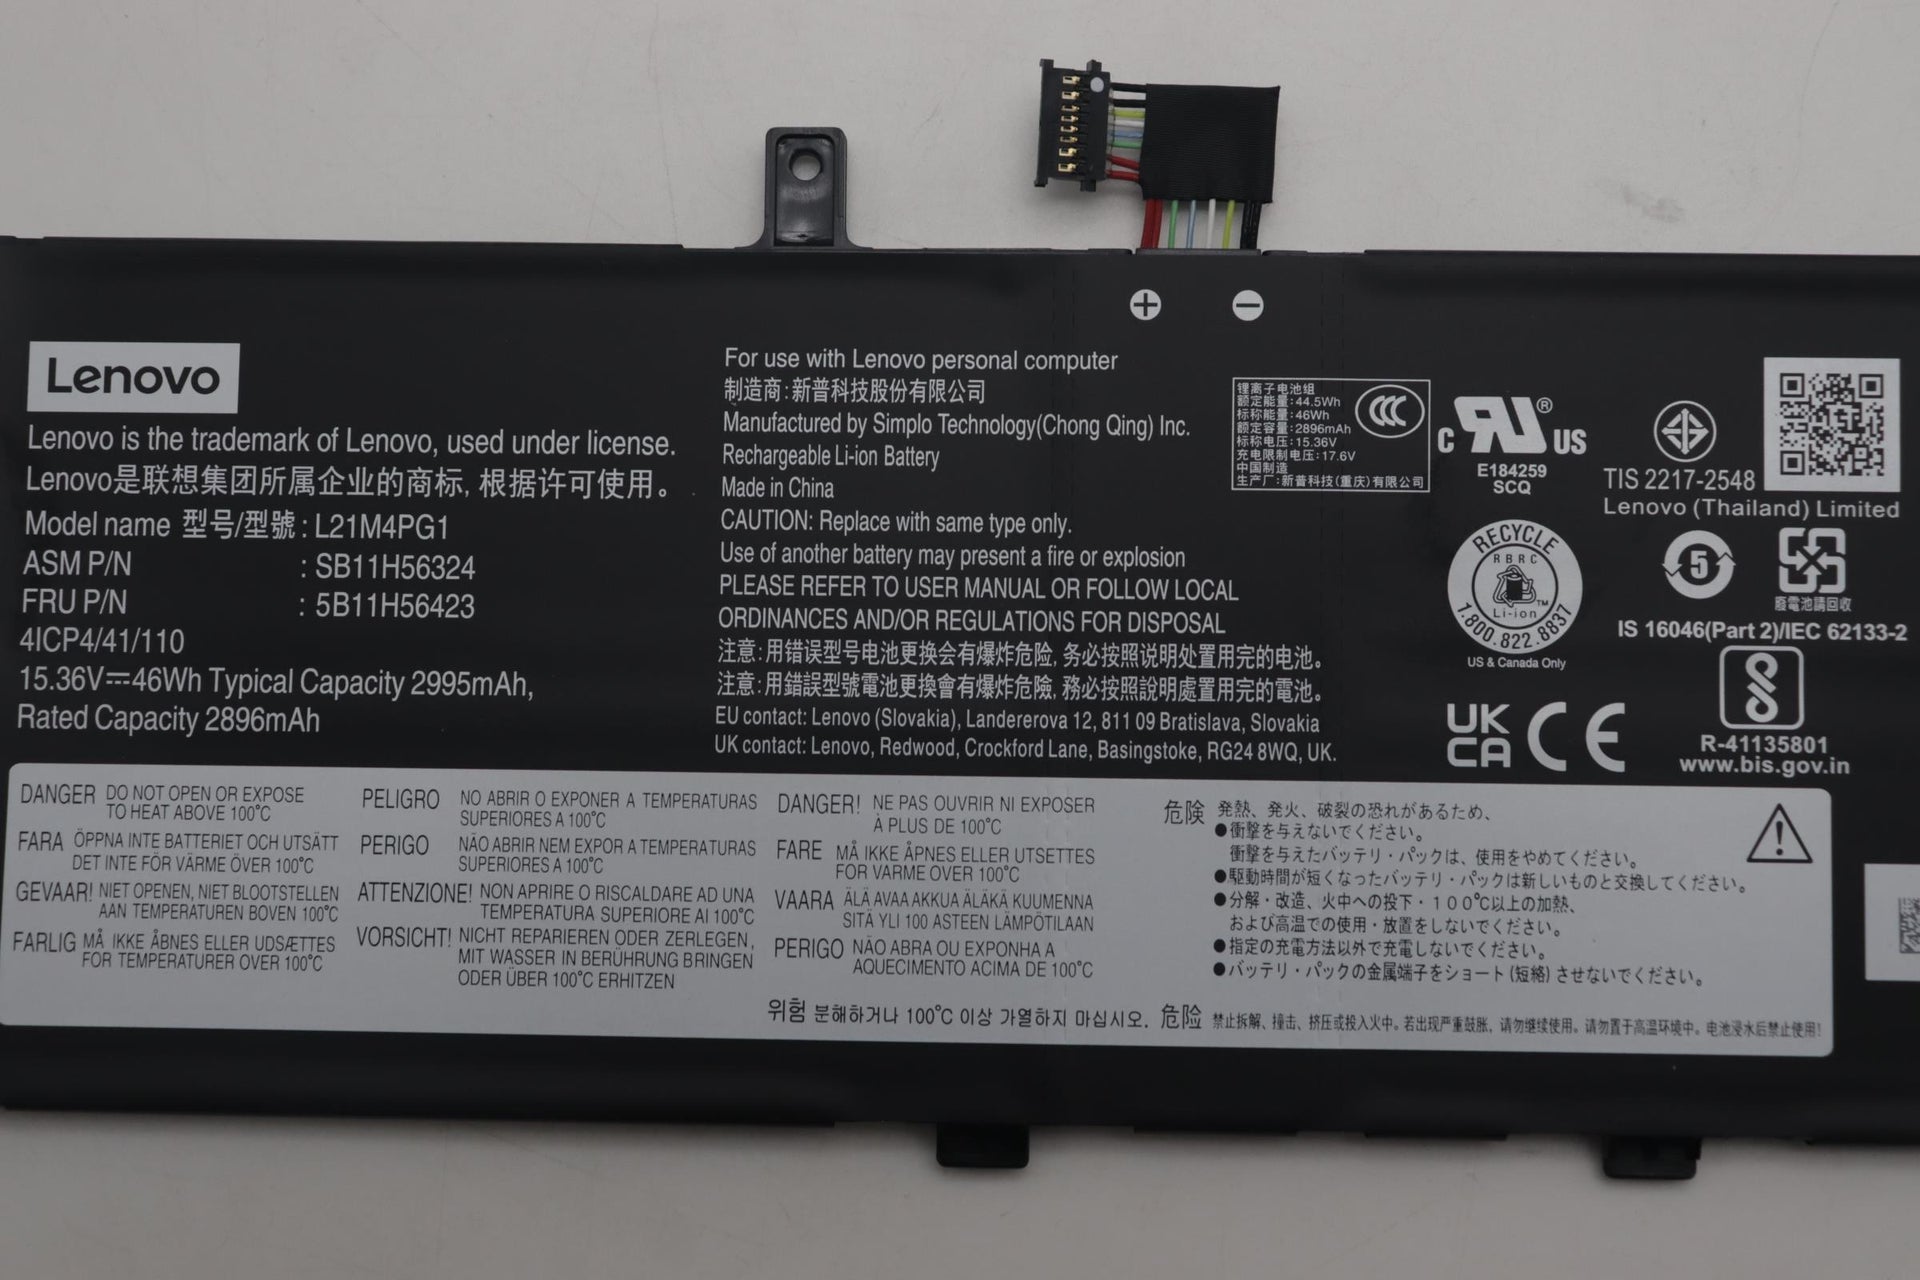 Lenovo
Lenovo is the trademark of Lenovo, used under license.
Lenovo是联想集团所属企业的商标, 根据许可使用。
Model name 型号/型號 : L21M4PG1
ASM P/N : SB11H56324
FRU P/N : 5B11H56423
4ICP4/41/110
15.36V⎓46Wh Typical Capacity 2995mAh,
Rated Capacity 2896mAh
For use with Lenovo personal computer
制造商: 新普科技股份有限公司
Manufactured by Simplo Technology(Chong Qing) Inc.
Rechargeable Li-ion Battery
Made in China
CAUTION: Replace with same type only.
Use of another battery may present a fire or explosion
PLEASE REFER TO USER MANUAL OR FOLLOW LOCAL
ORDINANCES AND/OR REGULATIONS FOR DISPOSAL
注意: 用错误型号电池更换会有爆炸危险, 务必按照说明处置用完的电池。
注意: 用錯誤型號電池更換會有爆炸危險, 務必按照說明處置用完的電池。
EU contact: Lenovo (Slovakia), Landererova 12, 811 09 Bratislava, Slovakia
UK contact: Lenovo, Redwood, Crockford Lane, Basingstoke, RG24 8WQ, UK.
锂离子电池组
额定能量: 44.5Wh
标称能量: 46Wh
额定容量: 2896mAh
标称电压: 15.36V
充电限制电压: 17.6V
中国制造
生产厂: 新普科技(重庆)有限公司
CCC
C RU ® US
E184259
SCQ
TIS 2217-2548
Lenovo (Thailand) Limited
RECYCLE
RBRC
Li-ion
TM
1.800.822.8837
US & Canada Only
5
廢電池請回收
IS 16046(Part 2)/IEC 62133-2
R-41135801
www.bis.gov.in
UK
CA
CE
DANGER DO NOT OPEN OR EXPOSE
TO HEAT ABOVE 100°C
FARA ÖPPNA INTE BATTERIET OCH UTSÄTT
DET INTE FÖR VÄRME ÖVER 100°C
GEVAAR! NIET OPENEN, NIET BLOOTSTELLEN
AAN TEMPERATUREN BOVEN 100°C
FARLIG MÅ IKKE ÅBNES ELLER UDSÆTTES
FOR TEMPERATURER OVER 100°C
PELIGRO NO ABRIR O EXPONER A TEMPERATURAS
SUPERIORES A 100°C
PERIGO NÃO ABRIR NEM EXPOR A TEMPERATURAS
SUPERIORES A 100°C
ATTENZIONE! NON APRIRE O RISCALDARE AD UNA
TEMPERATURA SUPERIORE AI 100°C
VORSICHT! NICHT REPARIEREN ODER ZERLEGEN,
MIT WASSER IN BERÜHRUNG BRINGEN
ODER ÜBER 100°C ERHITZEN
DANGER! NE PAS OUVRIR NI EXPOSER
À PLUS DE 100°C
FARE MÅ IKKE ÅPNES ELLER UTSETTES
FOR VARME OVER 100°C
VAARA ÄLÄ AVAA AKKUA ÄLÄKÄ KUUMENNA
SITÄ YLI 100 ASTEEN LÄMPÖTILAAN
PERIGO NÃO ABRA OU EXPONHA A
AQUECIMENTO ACIMA DE 100°C
위험 분해하거나 100°C 이상 가열하지 마십시오.
危険 発熱、発火、破裂の恐れがあるため、
●衝撃を与えないでください。
衝撃を与えたバッテリ・パックは、使用をやめてください。
●駆動時間が短くなったバッテリ・パックは新しいものと交換してください。
●分解・改造、火中への投下・100℃以上の加熱、
および高温での使用・放置をしないでください。
●指定の充電方法以外で充電しないでください。
●バッテリ・パックの金属端子をショート(短絡)させないでください。
危险 禁止拆解、撞击、挤压或投入火中。若出现严重鼓胀，请勿继续使用。请勿置于高温环境中。电池浸水后禁止使用!